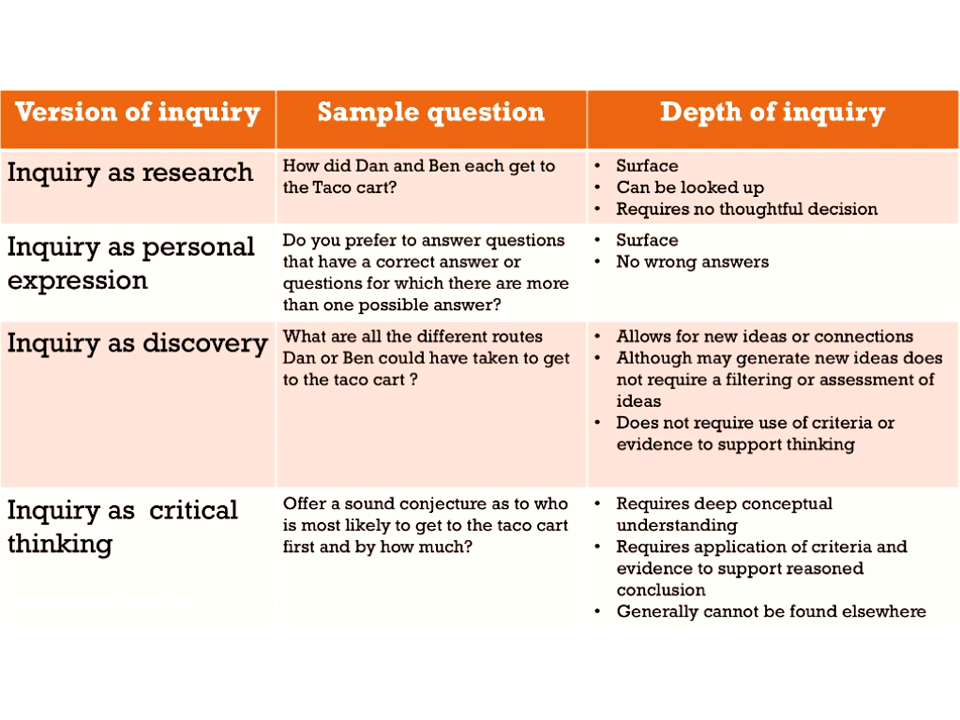 Version of inquiry
Sample question
Depth of inquiry
Inquiry as research
How did Dan and Ben each get to
the Taco cart?
• Surface
• Can be looked up
• Requires no thoughtful decision
Inquiry as personal
expression
Do you prefer to answer questions
that have a correct answer or
questions for which there are more
than one possible answer?
• Surface
• No wrong answers
Inquiry as discovery
What are all the different routes
Dan or Ben could have taken to get
to the taco cart ?
• Allows for new ideas or connections
• Although may generate new ideas does
not require a filtering or assessment of
ideas
• Does not require use of criteria or
evidence to support thinking
Inquiry as  critical
thinking
Offer a sound conjecture as to who
is most likely to get to the taco cart
first and by how much?
• Requires deep conceptual
understanding
• Requires application of criteria and
evidence to support reasoned
conclusion
• Generally cannot be found elsewhere